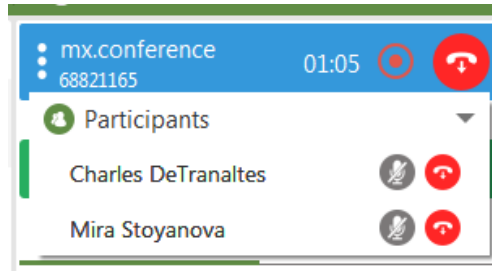 mx.conference
68821165
01:05
Participants
Charles DeTranaltes
Mira Stoyanova